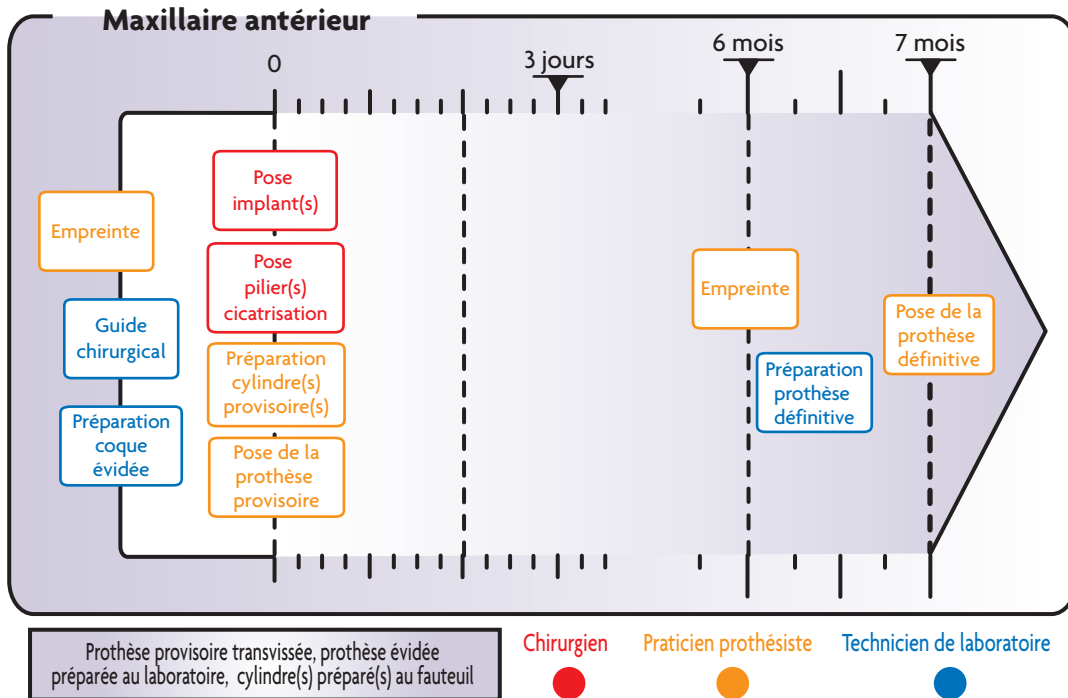 Maxillaire antérieur
0
3 jours
6 mois
7 mois
Empreinte
Guide
chirurgical
Préparation
coque
évidée
Pose
implant(s)
Pose
pilier(s)
cicatrisation
Préparation
cylindre(s)
provisoire(s)
Pose de la
prothèse
provisoire
Empreinte
Préparation
prothèse
définitive
Pose de la
prothèse
définitive
Prothèse provisoire transvissée, prothèse évidée
préparée au laboratoire, cylindre(s) préparé(s) au fauteuil
Chirurgien
Praticien prothésiste
Technicien de laboratoire